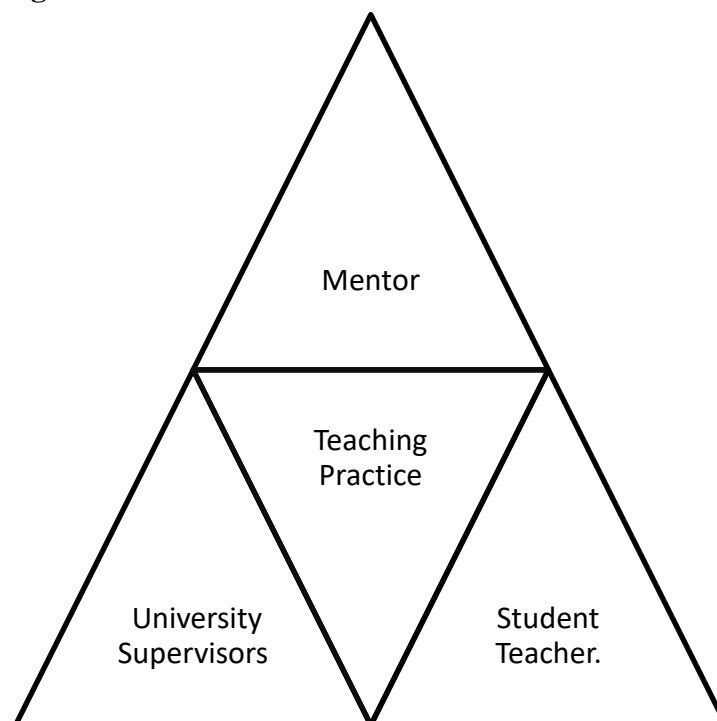 Mentor
Teaching
Practice
University
Supervisors
Student
Teacher.